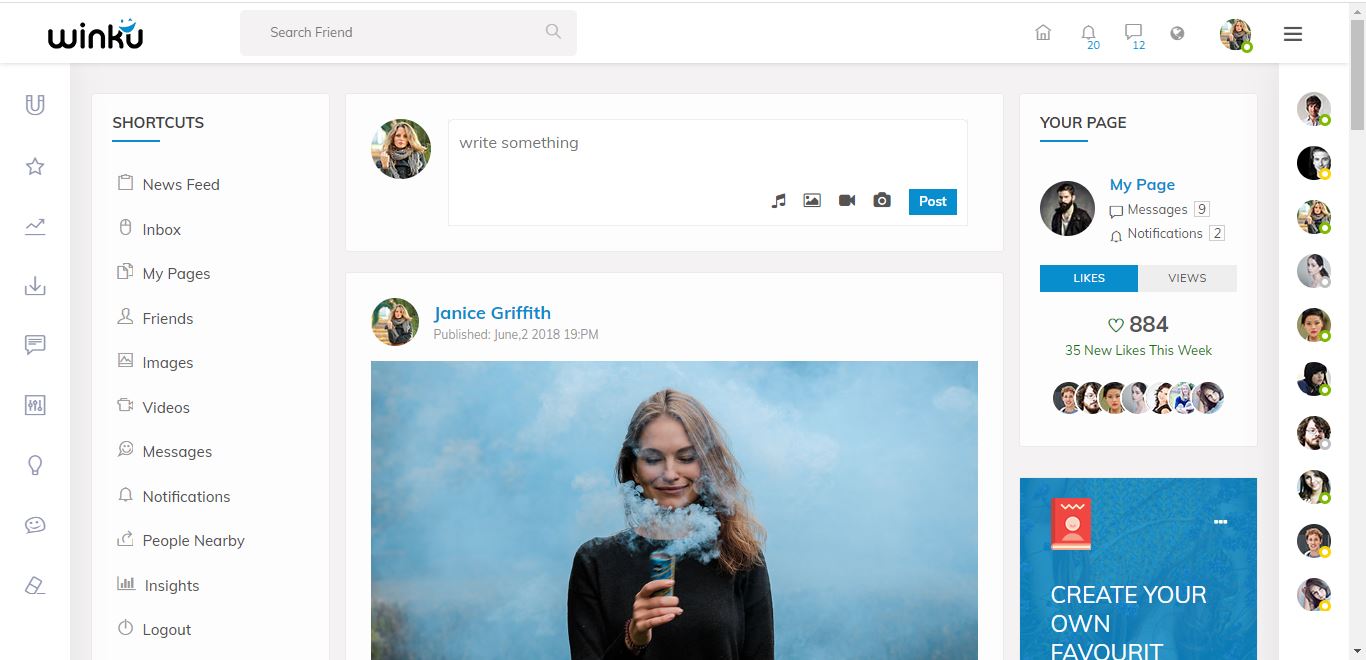 winku
Search Friend
20
12
SHORTCUTS
News Feed
Inbox
My Pages
Friends
Images
Videos
Messages
Notifications
People Nearby
Insights
Logout
write something
Post
Janice Griffith
Published: June,2 2018 19:PM
YOUR PAGE
My Page
Messages 9
Notifications 2
LIKES VIEWS
884
35 New Likes This Week
CREATE YOUR
OWN
FAVOURIT